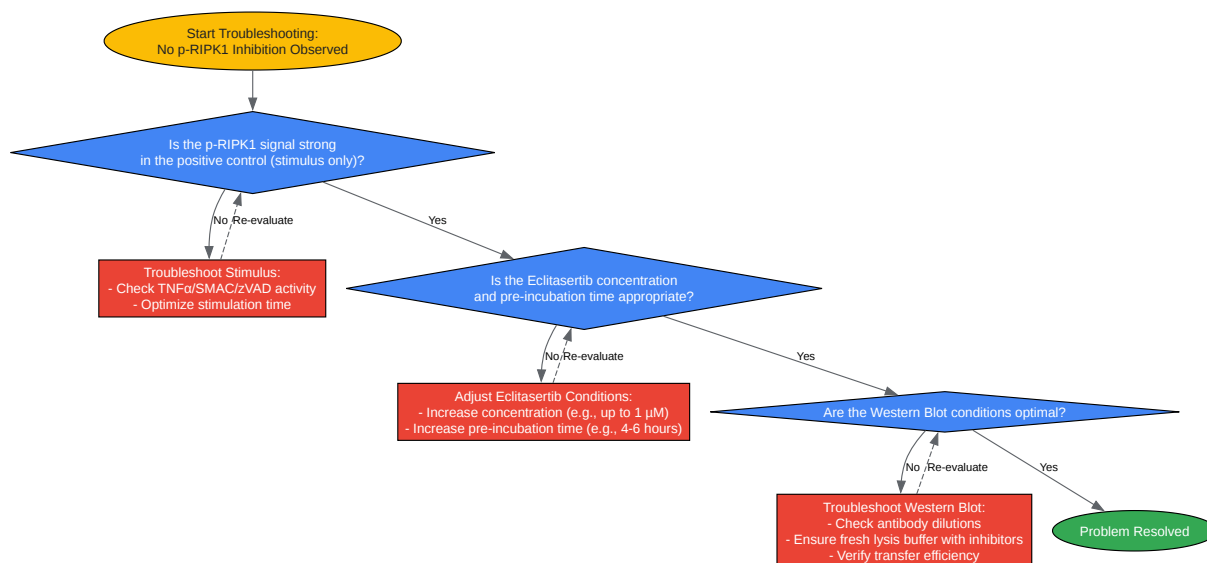 Start Troubleshooting:
No p-RIPK1 Inhibition Observed
Is the p-RIPK1 signal strong
in the positive control (stimulus only)?
No
Re-evaluate
Yes
Troubleshoot Stimulus:
- Check TNFα/SMAC/zVAD activity
- Optimize stimulation time
Is the Eclitasertib concentration
and pre-incubation time appropriate?
No
Re-evaluate
Yes
Adjust Eclitasertib Conditions:
- Increase concentration (e.g., up to 1 µM)
- Increase pre-incubation time (e.g., 4-6 hours)
Are the Western Blot conditions optimal?
No
Re-evaluate
Yes
Troubleshoot Western Blot:
- Check antibody dilutions
- Ensure fresh lysis buffer with inhibitors
- Verify transfer efficiency
Problem Resolved